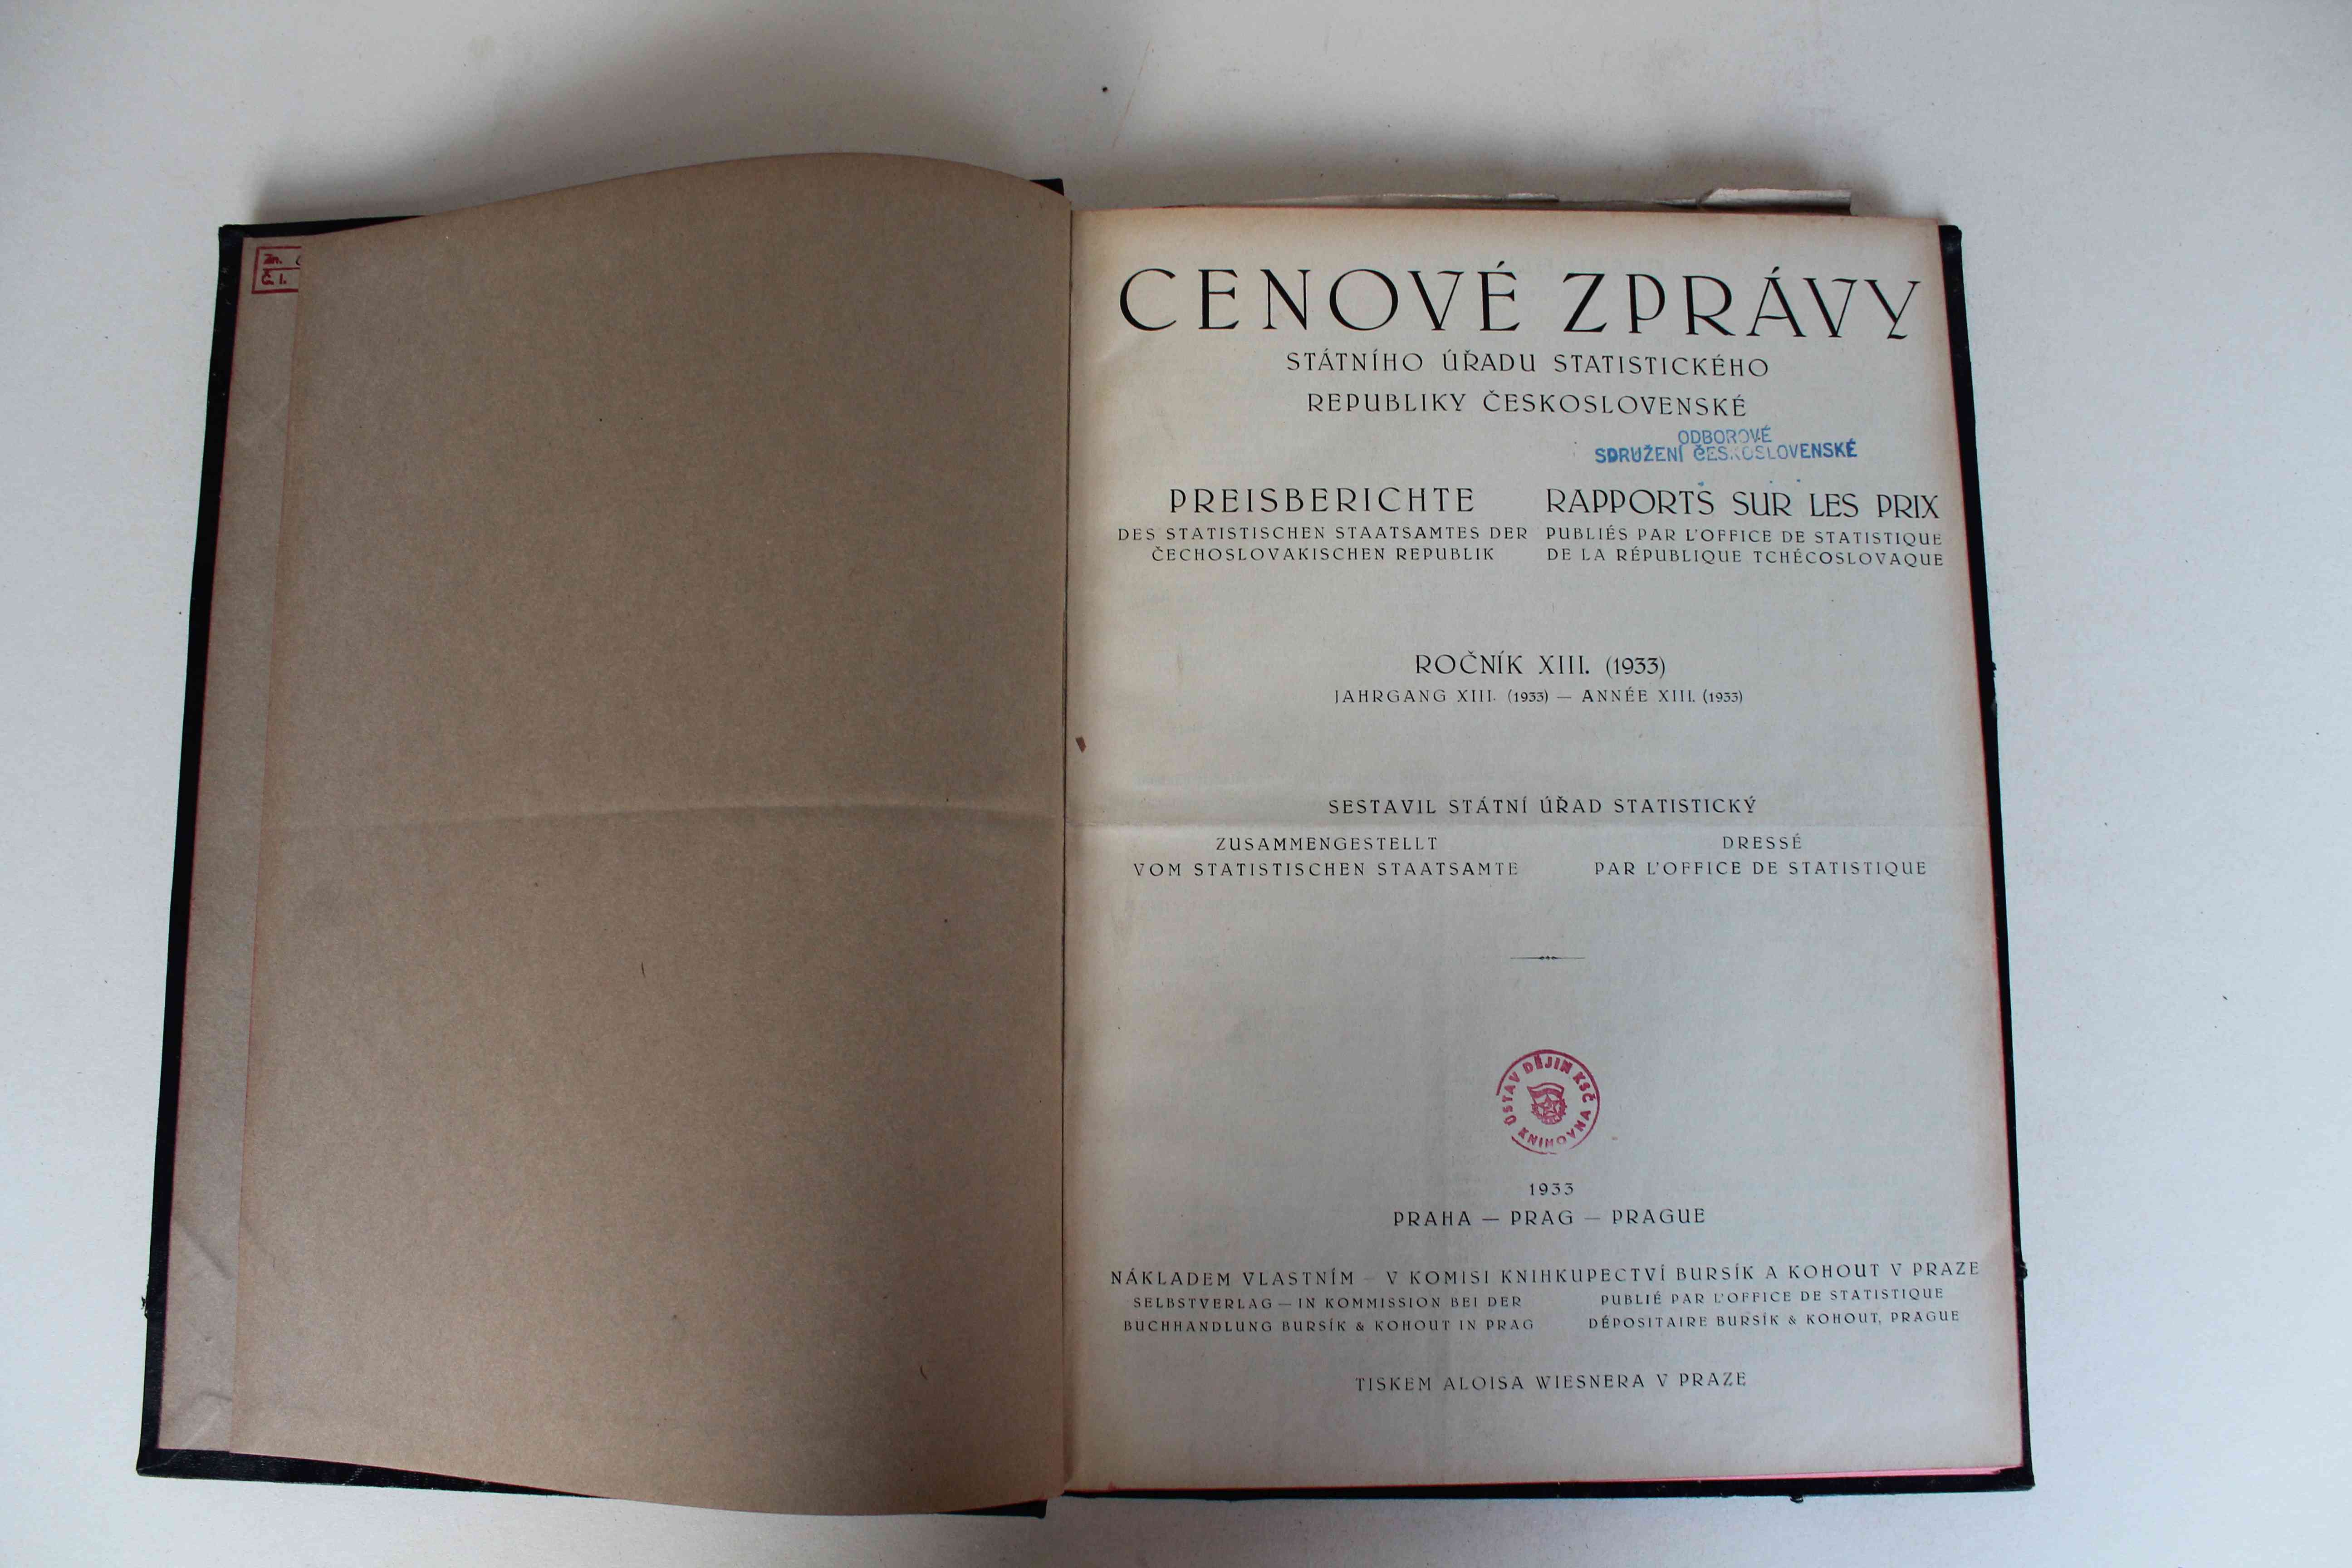 Zn.
Č. l.
CENOVÉ ZPRÁVY
STÁTNÍHO ÚŘADU STATISTICKÉHO
REPUBLIKY ČESKOSLOVENSKÉ
ODBOROVÉ
SDRUŽENÍ ČESKOSLOVENSKÉ
PREISBERICHTE
DES STATISTISCHEN STAATSAMTES DER
ČECHOSLOVAKISCHEN REPUBLIK
RAPPORTS SUR LES PRIX
PUBLIÉS PAR L'OFFICE DE STATISTIQUE
DE LA RÉPUBLIQUE TCHÉCOSLOVAQUE
ROČNÍK XIII. (1933)
JAHRGANG XIII. (1933) — ANNÉE XIII. (1933)
SESTAVIL STÁTNÍ ÚŘAD STATISTICKÝ
ZUSAMMENGESTELLT
VOM STATISTISCHEN STAATSAMTE
DRESSÉ
PAR L'OFFICE DE STATISTIQUE
ÚSTAV DĚJIN KSČ
KNIHOVNA
1933
PRAHA — PRAG — PRAGUE
NÁKLADEM VLASTNÍM — V KOMISI KNIHKUPECTVÍ BURSÍK A KOHOUT V PRAZE
SELBSTVERLAG — IN KOMMISSION BEI DER
BUCHHANDLUNG BURSÍK & KOHOUT IN PRAG
PUBLIÉ PAR L'OFFICE DE STATISTIQUE
DÉPOSITAIRE BURSÍK & KOHOUT, PRAGUE
TISKEM ALOISA WIESNERA V PRAZE